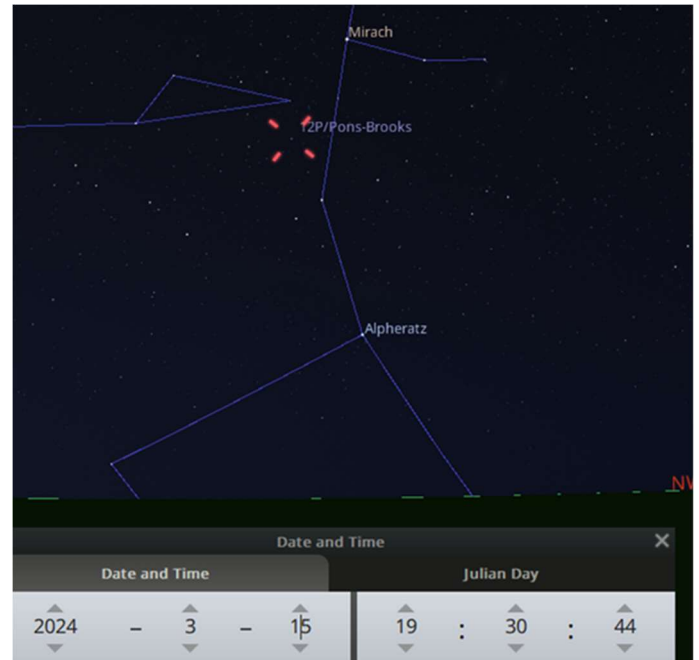 Mirach
12P/Pons-Brooks
Alpheratz
Date and Time
Date and Time Julian Day
2024 – 3 – 15 19 : 30 : 44